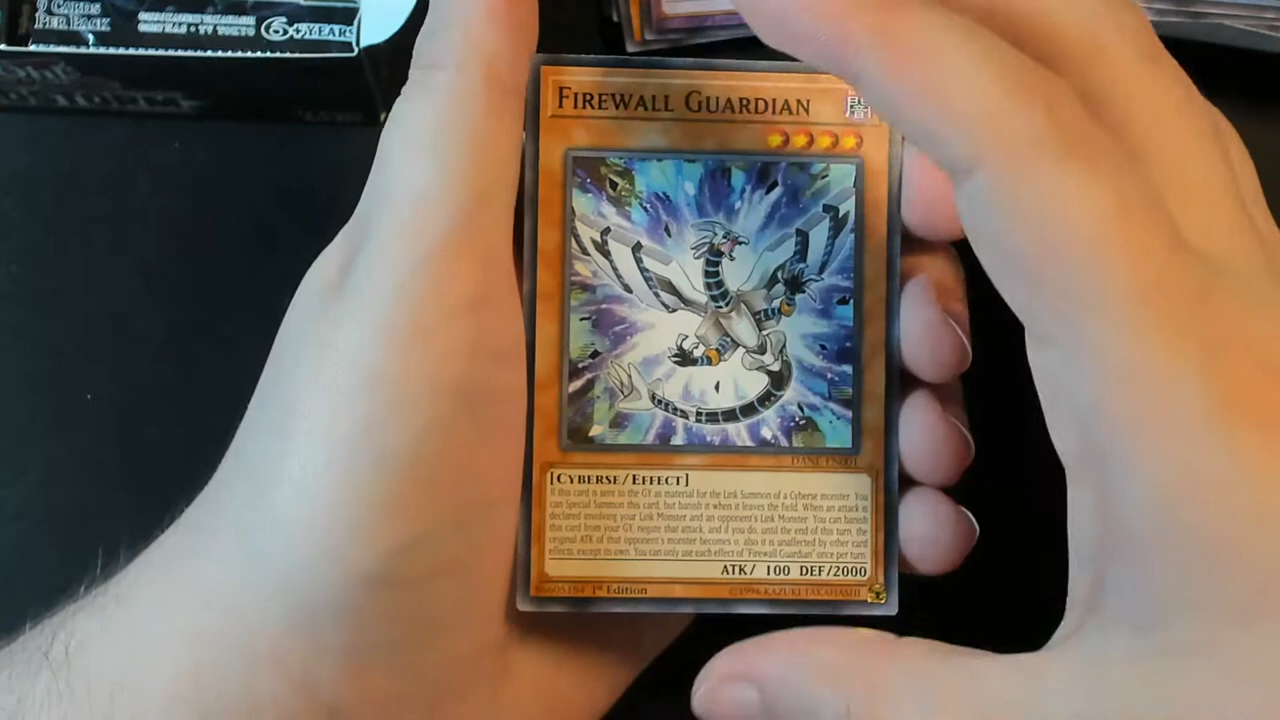 9 CARDS
PER PACK
6+YEARS
FIREWALL GUARDIAN
闇
DANE-EN001
[CYBERSE/EFFECT]
If this card is sent to the GY as material for the Link Summon of a Cyberse monster: You
can Special Summon this card, but banish it when it leaves the field. When an attack is
declared involving your Link Monster and an opponent's Link Monster: You can banish
this card from your GY; negate that attack, and if you do, until the end of this turn, the
original ATK of that opponent's monster becomes 0, also it is unaffected by other card
effects, except its own. You can only use each effect of "Firewall Guardian" once per turn.
ATK/ 100 DEF/2000
1st Edition
©1996 KAZUKI TAKAHASHI